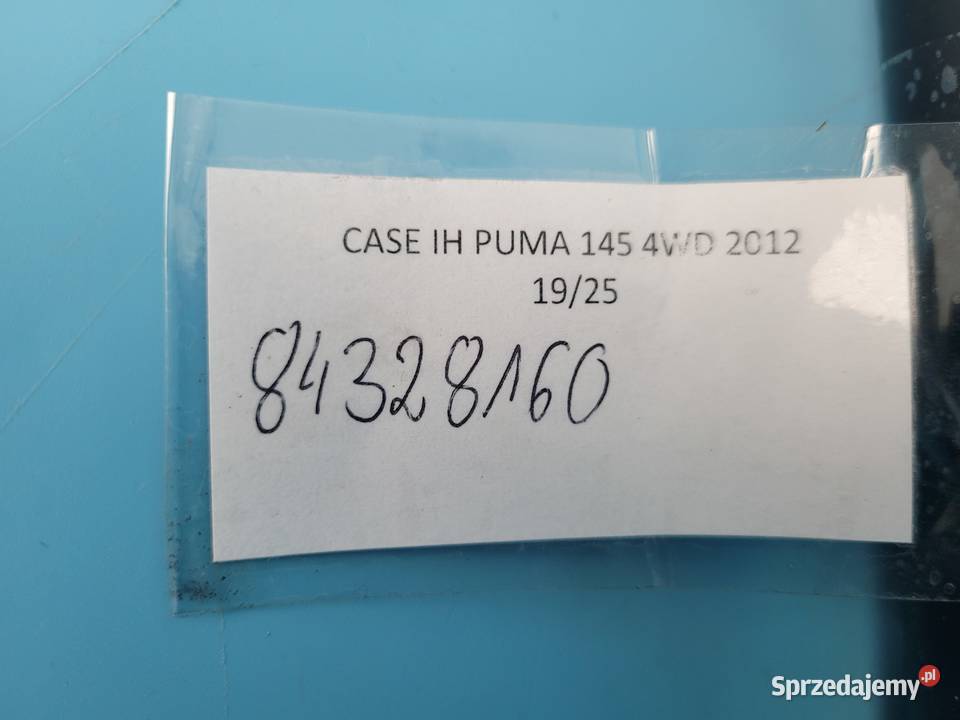 CASE IH PUMA 145 4WD 2012
19/25
84328160
Sprzedajemy.pl